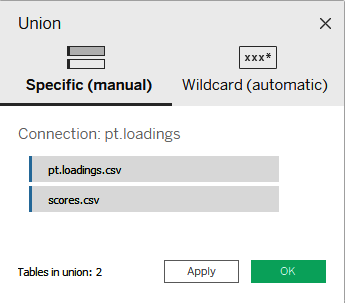 Union
xxx*
Specific (manual)
Wildcard (automatic)
Connection: pt.loadings
pt.loadings.csv
scores.csv
Tables in union: 2
Apply
OK